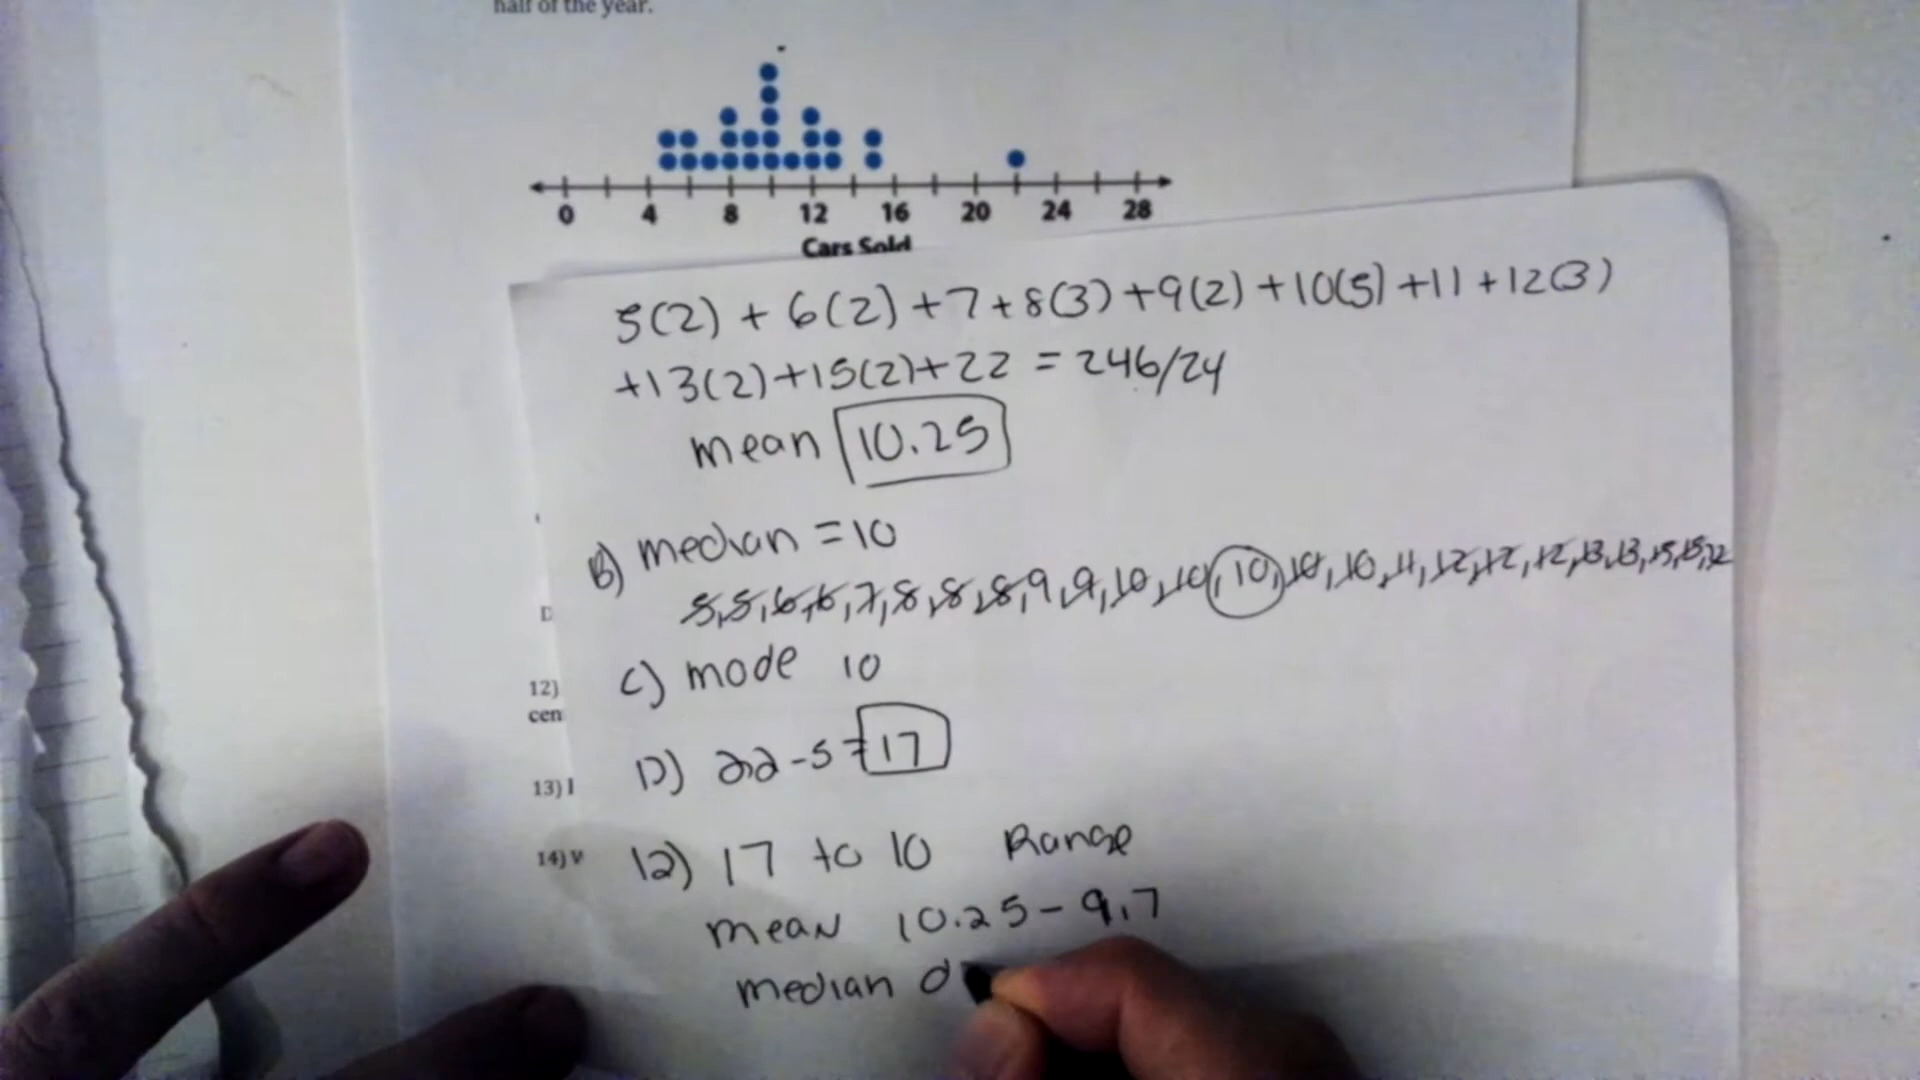 half of the year.
0 4 8 12 16 20 24 28
Cars Sold
5(2) + 6(2) +7+8(3)+9(2)+10(5)+11+12(3)
+13(2)+15(2)+22 = 246/24
mean 10.25
B) median =10
5,5,6,6,7,8,8,8,9,9,10,10,10,10,10,11,12,12,12,13,13,15,15,22
C) mode 10
D) 22-5=17
12)
cen
13) I
14)
12) 17 to 10 Range
mean 10.25-9.7
median d